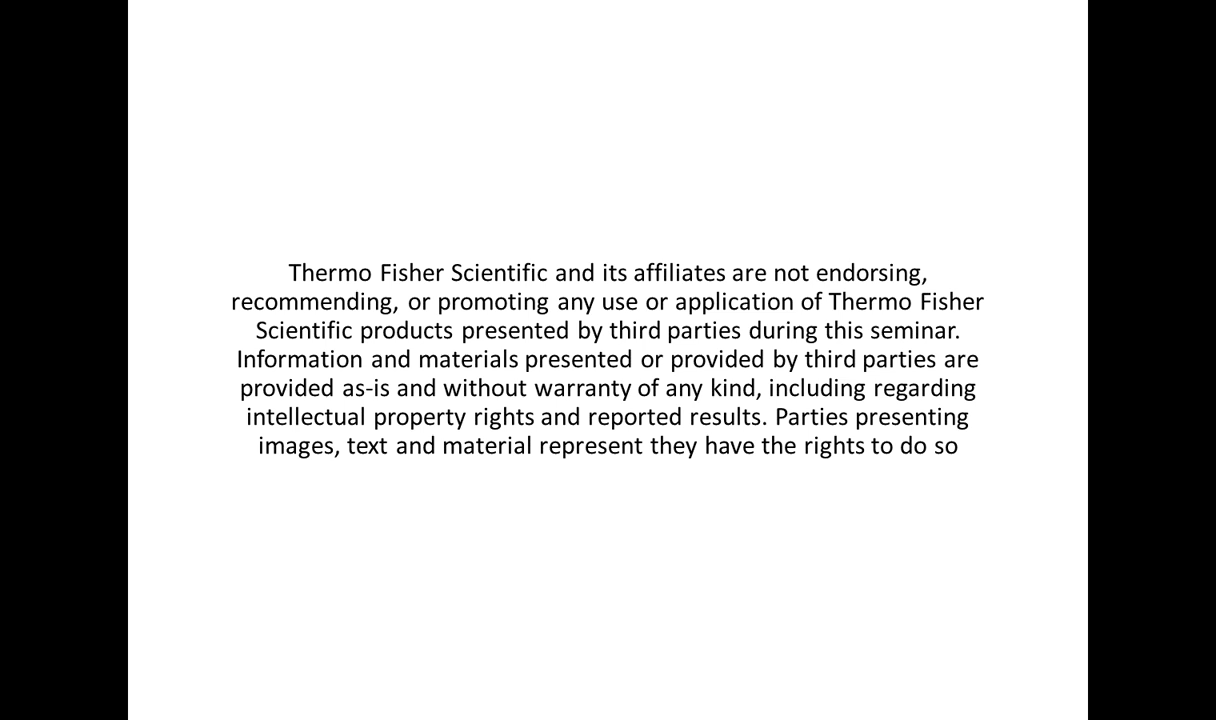 Thermo Fisher Scientific and its affiliates are not endorsing,
recommending, or promoting any use or application of Thermo Fisher
Scientific products presented by third parties during this seminar.
Information and materials presented or provided by third parties are
provided as-is and without warranty of any kind, including regarding
intellectual property rights and reported results. Parties presenting
images, text and material represent they have the rights to do so